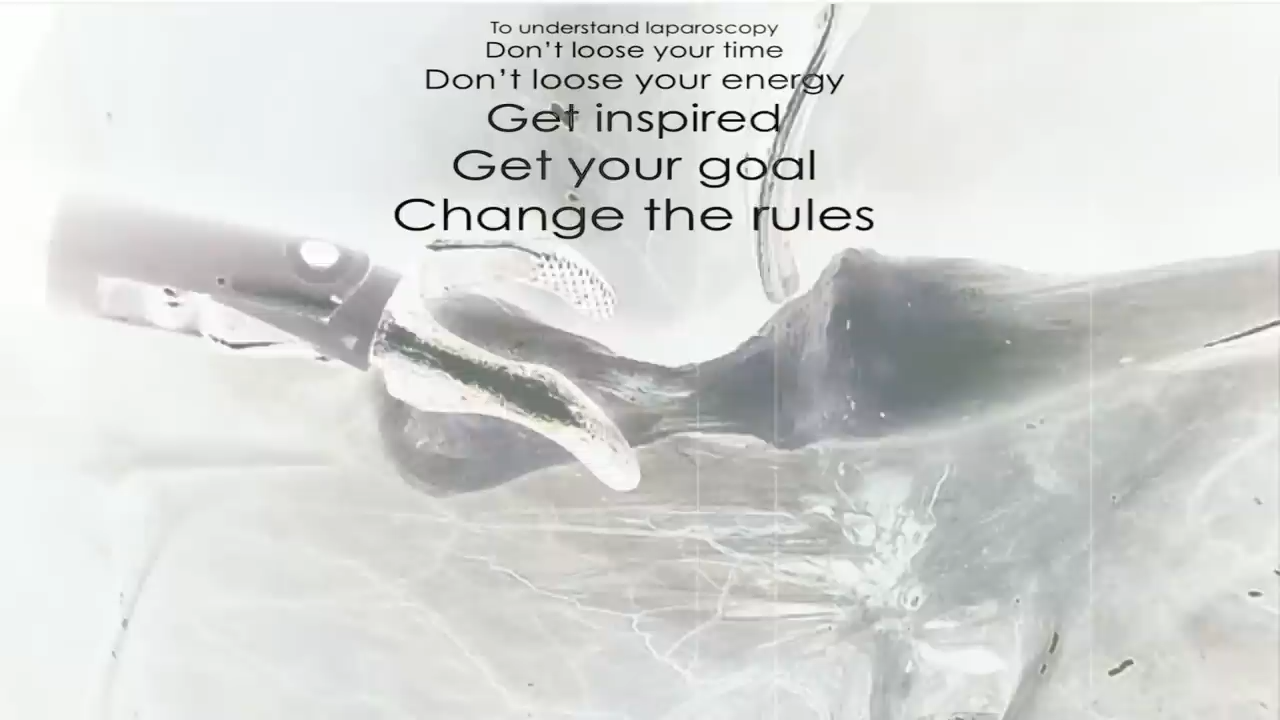 To understand laparoscopy
Don't loose your time
Don't loose your energy
Get inspired
Get your goal
Change the rules